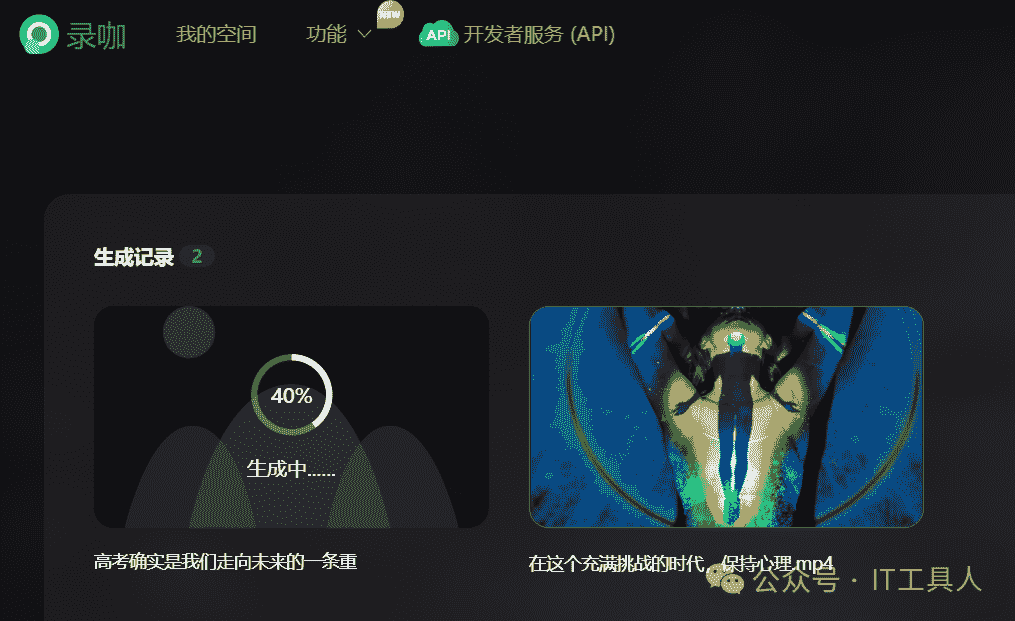 录咖
我的空间
功能
NEW
API
开发者服务 (API)
生成记录 2
40%
生成中......
高考确实是我们走向未来的一条重
在这个充满挑战的时代，保持心理.mp4
公众号 · IT工具人